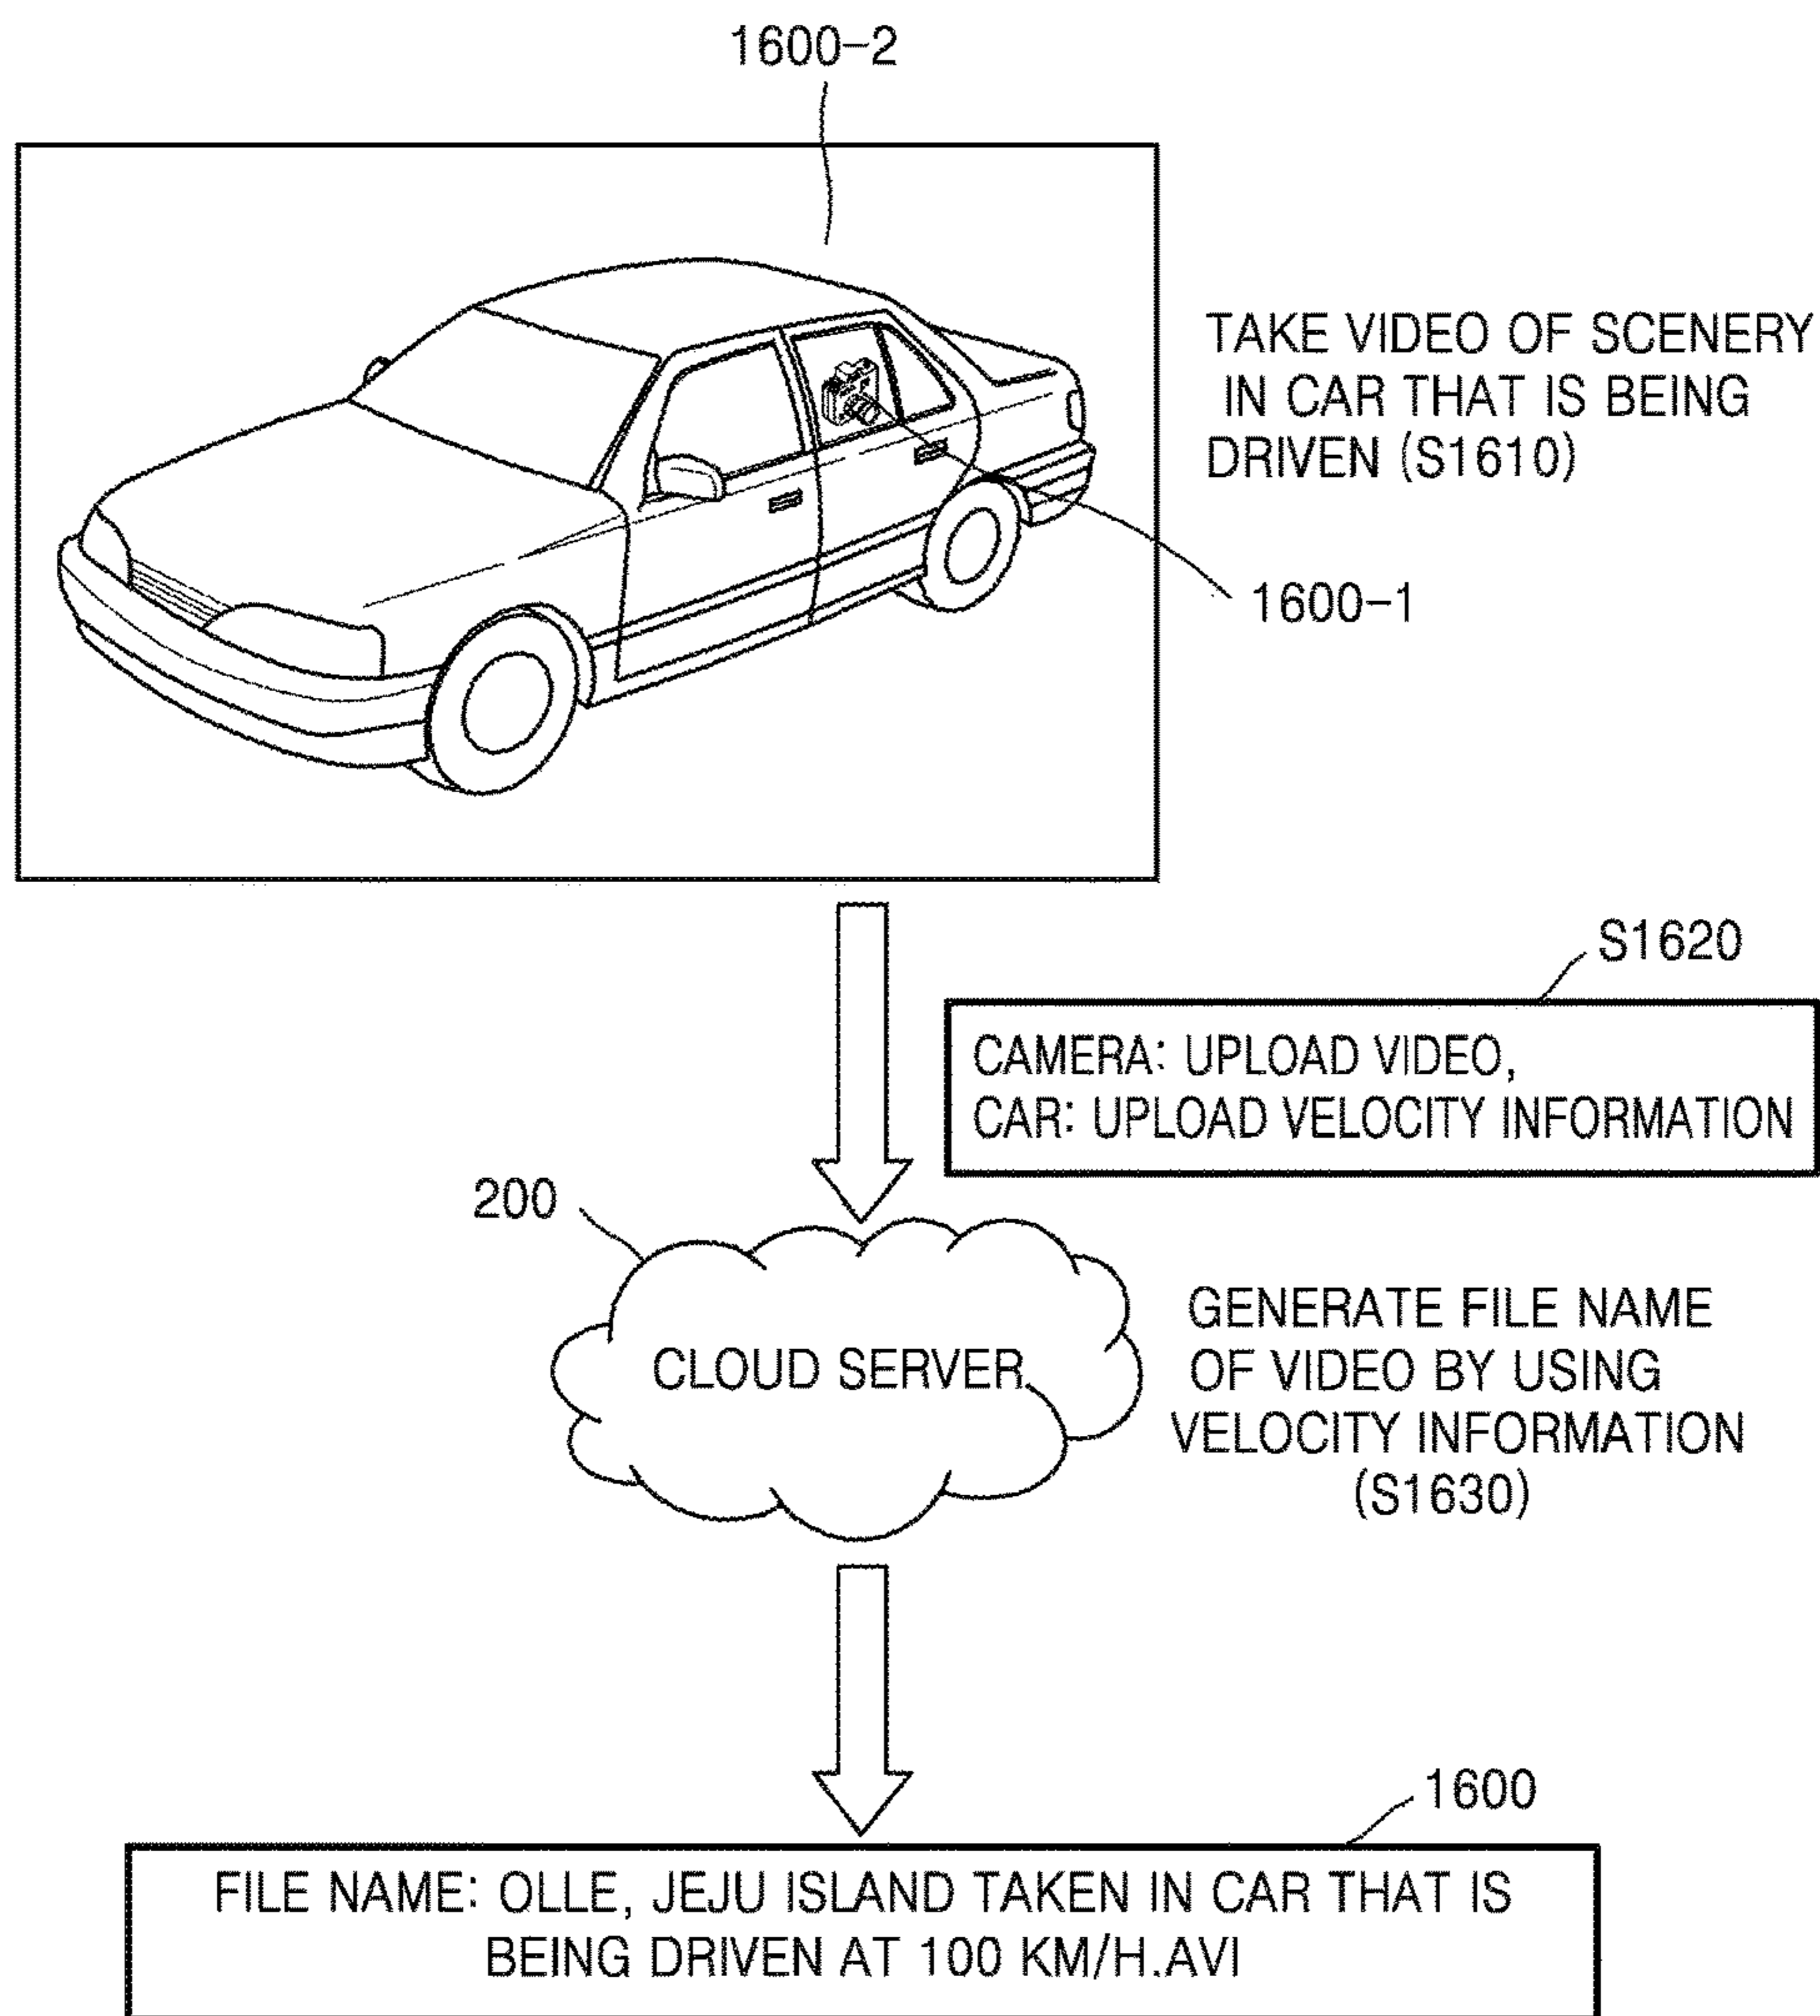 1600-2
TAKE VIDEO OF SCENERY
IN CAR THAT IS BEING
DRIVEN (S1610)
1600-1
S1620
CAMERA: UPLOAD VIDEO,
CAR: UPLOAD VELOCITY INFORMATION
200
CLOUD SERVER
GENERATE FILE NAME
OF VIDEO BY USING
VELOCITY INFORMATION
(S1630)
1600
FILE NAME: OLLE, JEJU ISLAND TAKEN IN CAR THAT IS
BEING DRIVEN AT 100 KM/H.AVI